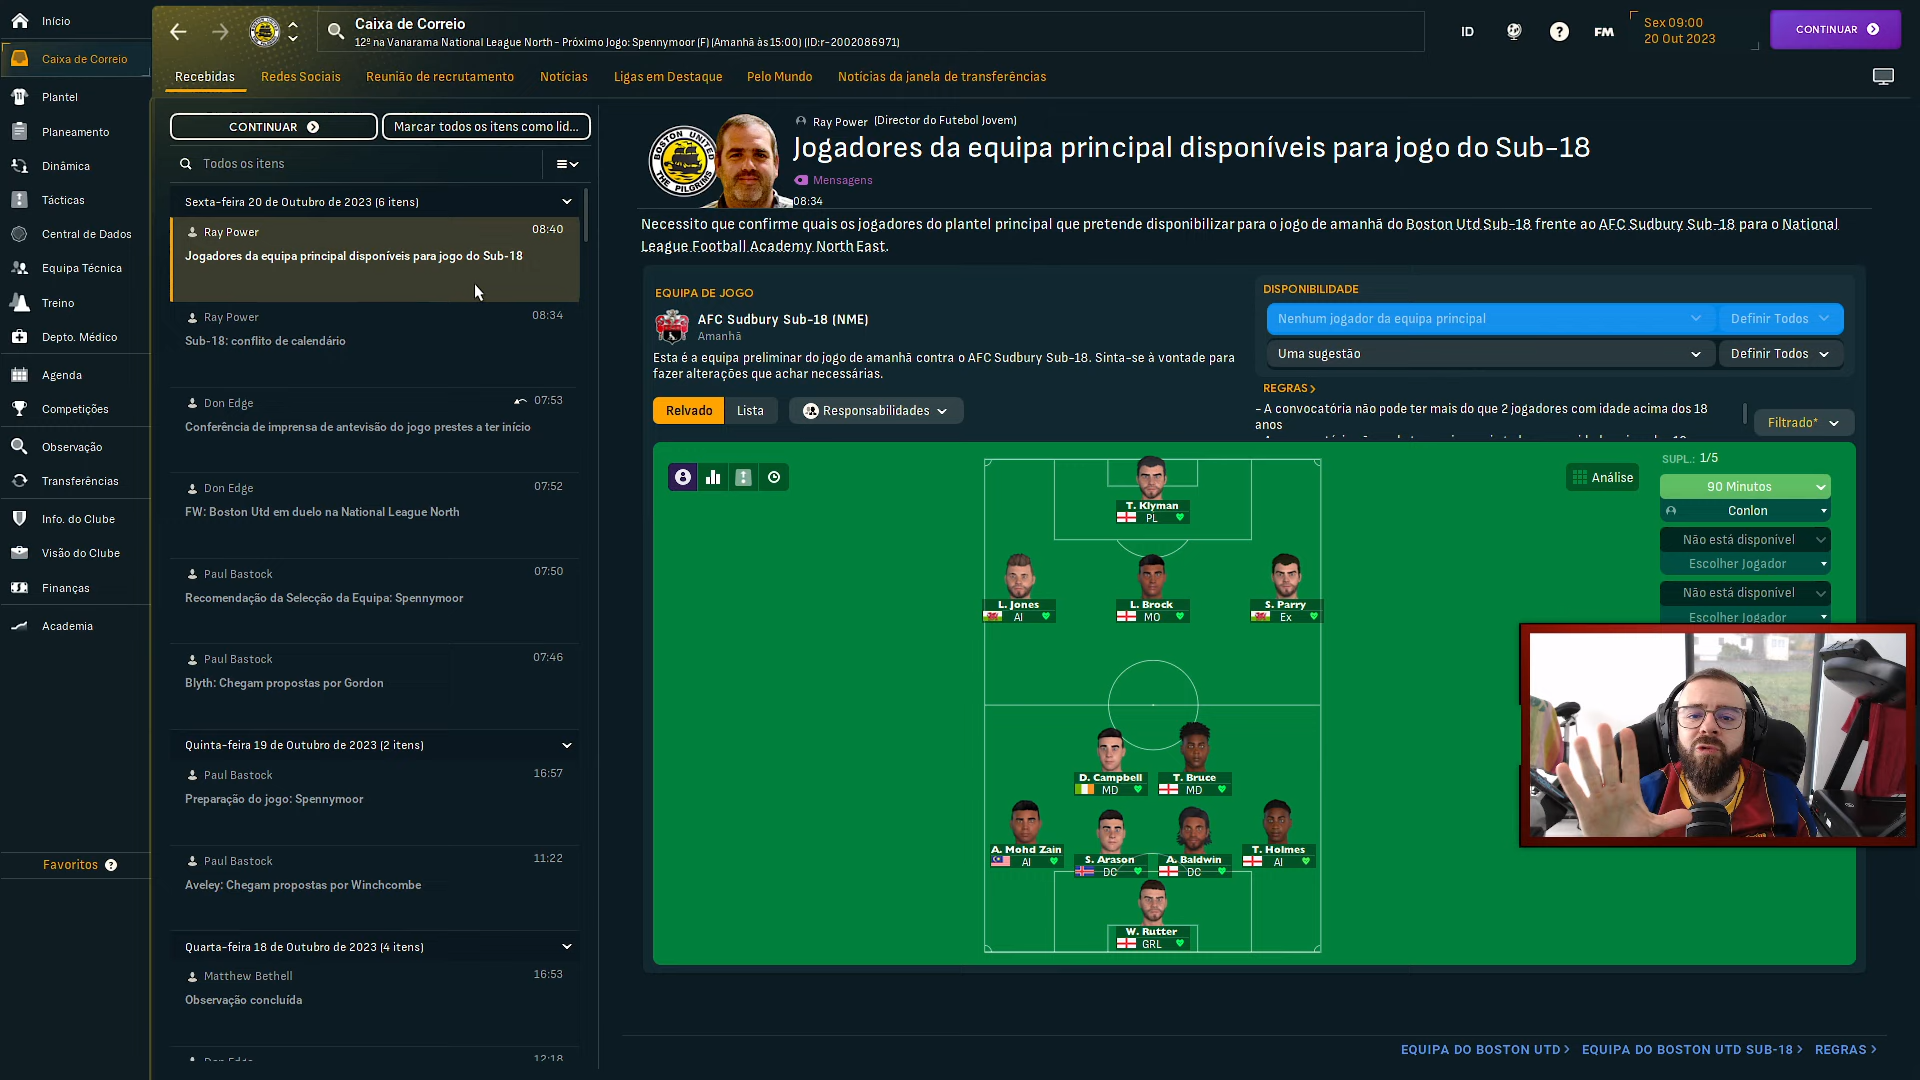 Início
Caixa de Correio
Plantel
Planeamento
Dinâmica
Tácticas
Central de Dados
Equipa Técnica
Treino
Depto. Médico
Agenda
Competições
Observação
Transferências
Info. do Clube
Visão do Clube
Finanças
Academia
Favoritos
Caixa de Correio
12º na Vanarama National League North - Próximo Jogo: Spennymoor (F) (Amanhã às 15:00) (ID:r-2002086971)
ID
FM
Sex 09:00
20 Out 2023
CONTINUAR
Recebidas
Redes Sociais
Reunião de recrutamento
Notícias
Ligas em Destaque
Pelo Mundo
Notícias da janela de transferências
CONTINUAR
Marcar todos os itens como lid...
Todos os itens
Sexta-feira 20 de Outubro de 2023 (6 itens)
Ray Power 08:40
Jogadores da equipa principal disponíveis para jogo do Sub-18
Ray Power 08:34
Sub-18: conflito de calendário
Don Edge 07:53
Conferência de imprensa de antevisão do jogo prestes a ter início
Don Edge 07:52
FW: Boston Utd em duelo na National League North
Paul Bastock 07:50
Recomendação da Selecção da Equipa: Spennymoor
Paul Bastock 07:46
Blyth: Chegam propostas por Gordon
Quinta-feira 19 de Outubro de 2023 (2 itens)
Paul Bastock 16:57
Preparação do jogo: Spennymoor
Paul Bastock 11:22
Aveley: Chegam propostas por Winchcombe
Quarta-feira 18 de Outubro de 2023 (4 itens)
Matthew Bethell 16:53
Observação concluída
Don Edge 12:18
BOSTON UNITED
THE PILGRIMS
Ray Power (Director do Futebol Jovem)
Jogadores da equipa principal disponíveis para jogo do Sub-18
Mensagens
08:34
Necessito que confirme quais os jogadores do plantel principal que pretende disponibilizar para o jogo de amanhã do Boston Utd Sub-18 frente ao AFC Sudbury Sub-18 para o National
League Football Academy North East.
EQUIPA DE JOGO
AFC Sudbury Sub-18 (NME)
Amanhã
Esta é a equipa preliminar do jogo de amanhã contra o AFC Sudbury Sub-18. Sinta-se à vontade para
fazer alterações que achar necessárias.
Relvado
Lista
Responsabilidades
DISPONIBILIDADE
Nenhum jogador da equipa principal
Definir Todos
Uma sugestão
Definir Todos
REGRAS
- A convocatória não pode ter mais do que 2 jogadores com idade acima dos 18
anos
Filtrado*
Análise
SUPL.: 1/5
90 Minutos
Conlon
Não está disponível
Escolher Jogador
Não está disponível
Escolher Jogador
T. Klyman
PL
L. Jones
AI
L. Brock
MO
S. Parry
Ex
D. Campbell
MD
T. Bruce
MD
A. Mohd Zain
AI
S. Arason
DC
A. Baldwin
DC
T. Holmes
AI
W. Rutter
GRL
EQUIPA DO BOSTON UTD
EQUIPA DO BOSTON UTD SUB-18
REGRAS